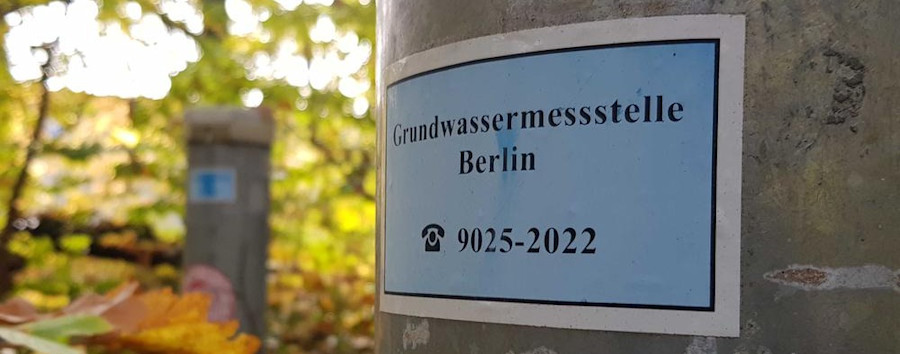 Grundwassermessstelle
Berlin
☎ 9025-2022